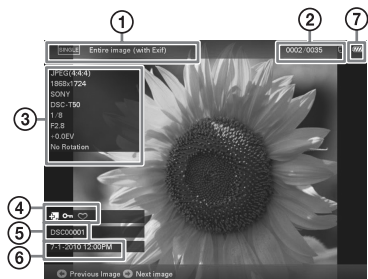 1
2
7
SINGLE Entire image (with Exif) 0002/0035
3
JPEG(4:4:4)
1868x1724
SONY
DSC-T50
1/8
F2.8
+0.0EV
No Rotation
4
5
DSC00001
6
7-1-2010 12:00PM
Previous Image Next image